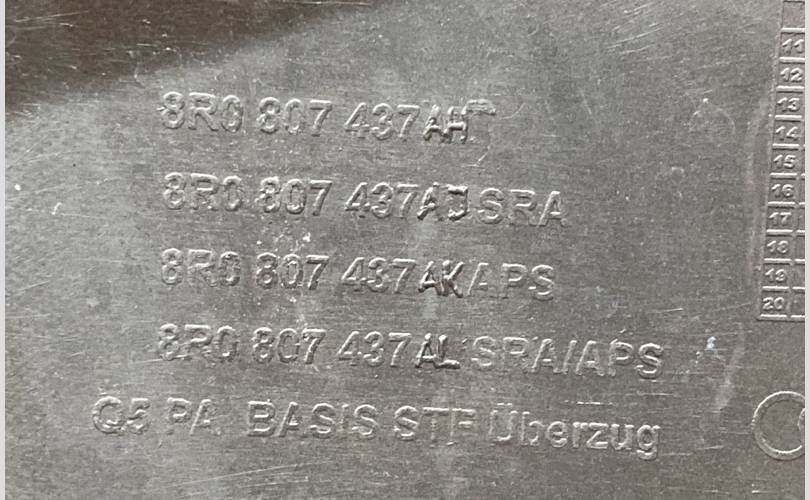 8R0 807 437AH
8R0 807 437AJ SRA
8R0 807 437AK APS
8R0 807 437AL SRA/APS
Q5 PA BASIS STF Überzug
11
12
13
14
15
16
17
18
19
20